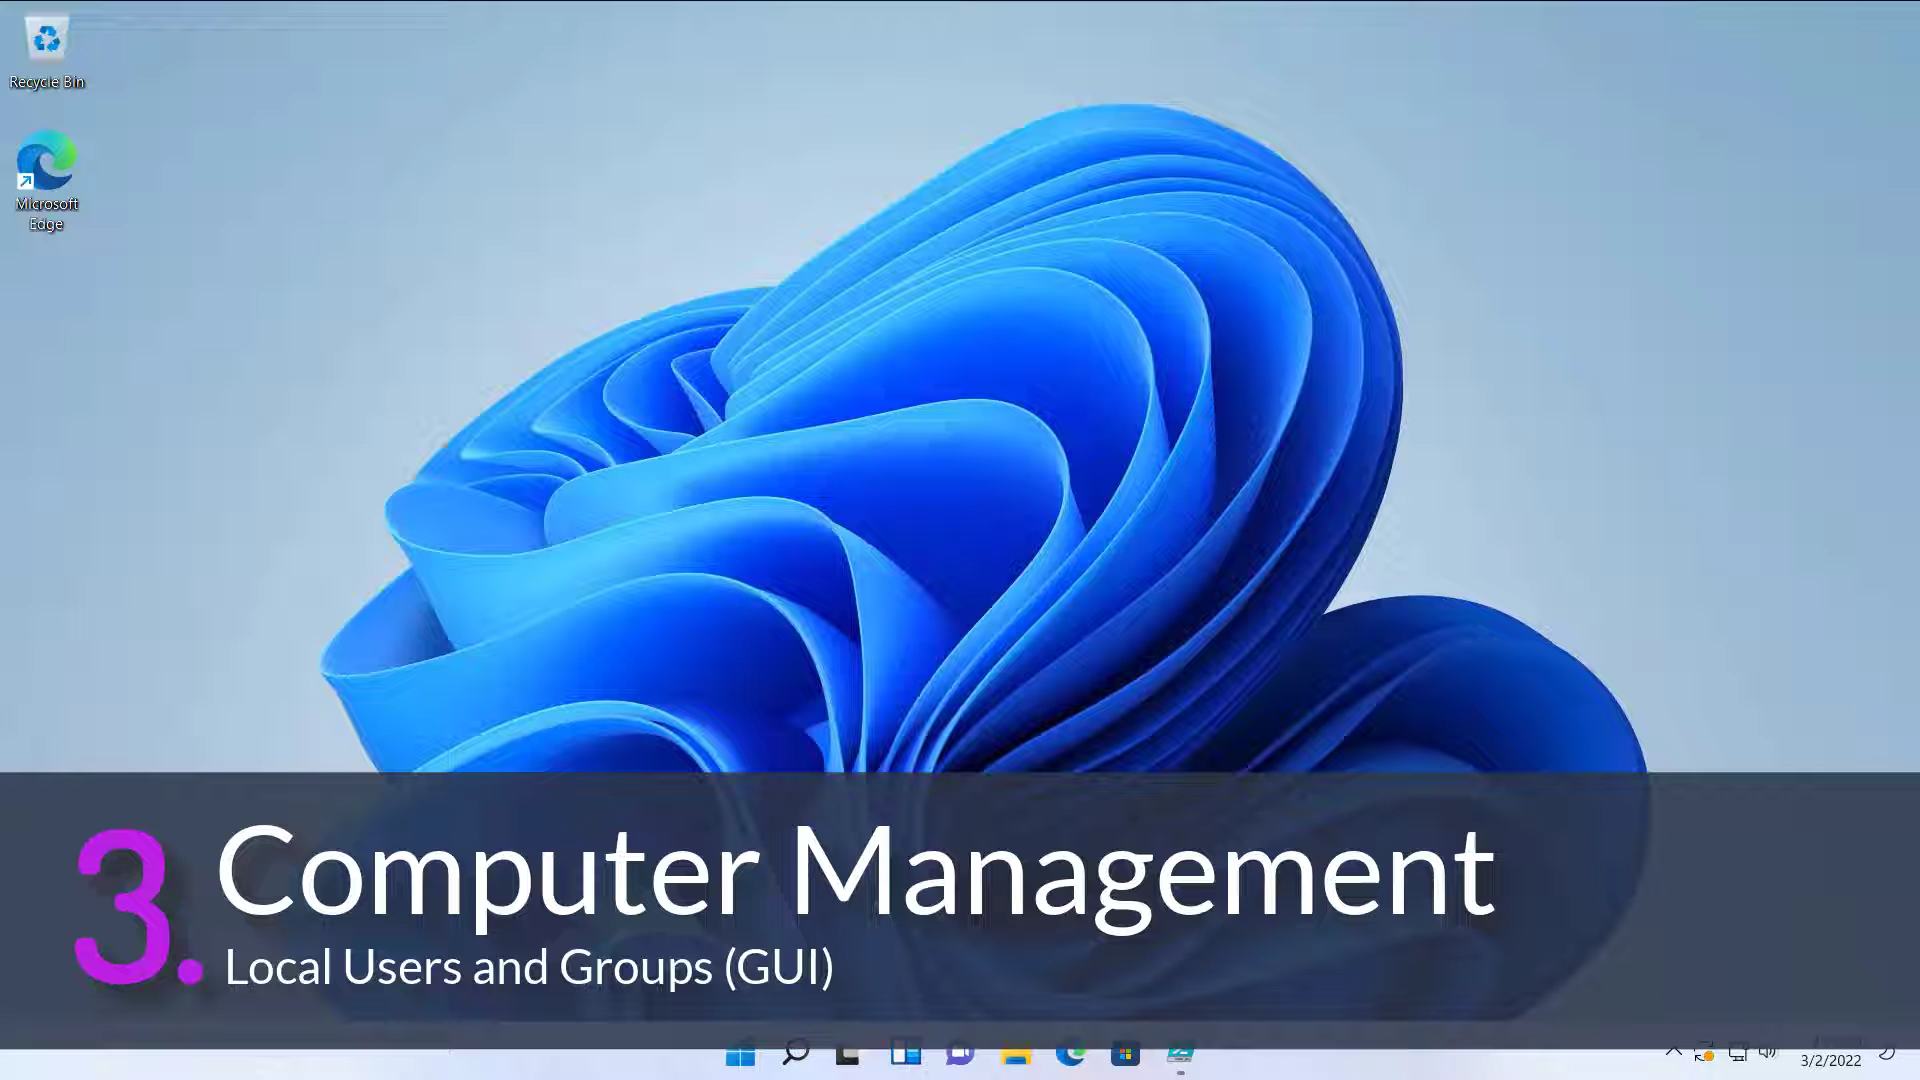 Recycle Bin
Microsoft
Edge
3. Computer Management
Local Users and Groups (GUI)
3/2/2022